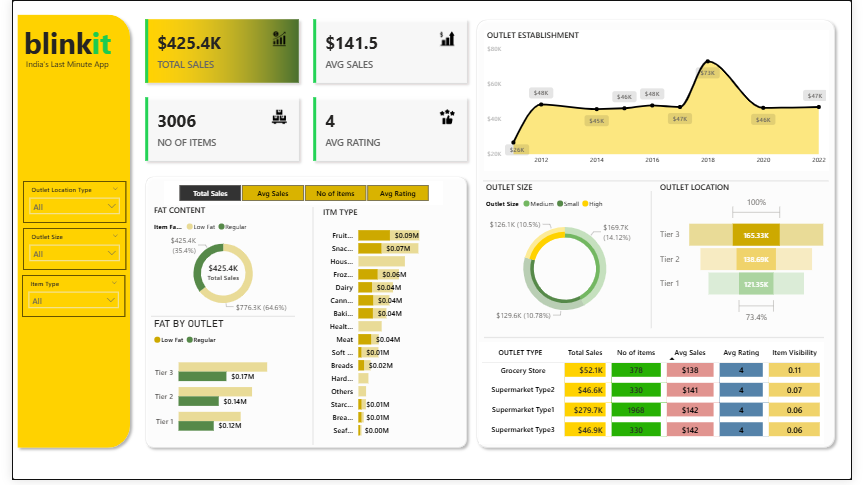 blinkit
India's Last Minute App
Outlet Location Type
All
Outlet Size
All
Item Type
All
$425.4K
TOTAL SALES
$141.5
AVG SALES
3006
NO OF ITEMS
4
AVG RATING
Total Sales
Avg Sales
No of items
Avg Rating
FAT CONTENT
Item Fa... Low Fat Regular
$425.4K
(35.4%)
$425.4K
Total Sales
$776.3K (64.6%)
FAT BY OUTLET
Low Fat Regular
Tier 3
$0.17M
Tier 2
$0.14M
Tier 1
$0.12M
ITM TYPE
Fruit... $0.09M
Snac... $0.07M
Hous...
Froz... $0.06M
Dairy $0.04M
Cann... $0.04M
Baki... $0.04M
Healt...
Meat $0.04M
Soft ... $0.01M
Breads $0.02M
Hard...
Others
Starc... $0.01M
Brea... $0.01M
Seaf... $0.00M
OUTLET ESTABLISHMENT
$80K
$60K
$40K
$20K
$26K
$48K
$45K
$46K
$48K
$47K
$73K
$46K
$47K
2012 2014 2016 2018 2020 2022
OUTLET SIZE
Outlet Size Medium Small High
$126.1K (10.5%)
$169.7K
(14.12%)
$129.6K (10.78%)
OUTLET LOCATION
100%
Tier 3 165.33K
Tier 2 138.69K
Tier 1 121.35K
73.4%
OUTLET TYPE Total Sales No of items Avg Sales Avg Rating Item Visibility
Grocery Store $52.1K 378 $138 4 0.11
Supermarket Type2 $46.6K 330 $141 4 0.07
Supermarket Type1 $279.7K 1968 $142 4 0.06
Supermarket Type3 $46.9K 330 $142 4 0.06